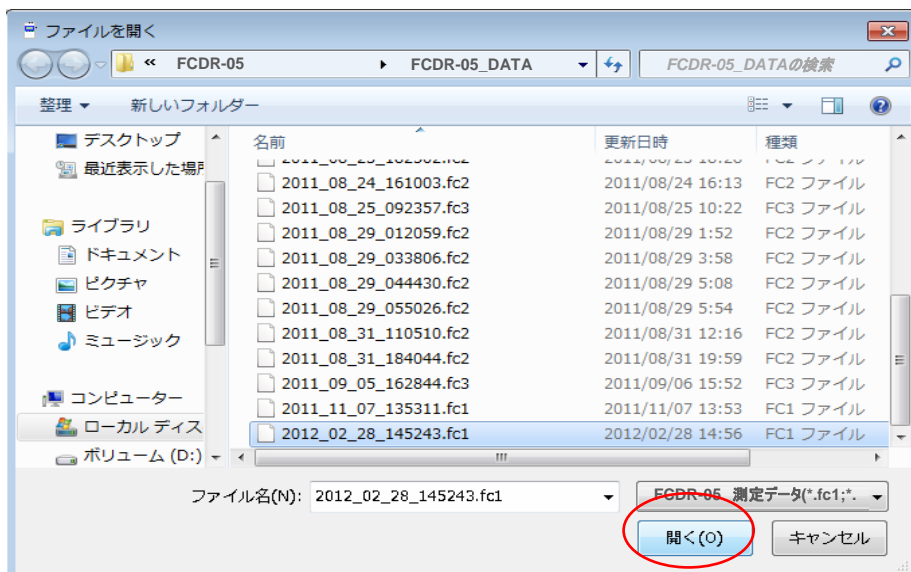 ファイルを開く
« FCDR-05 ▸ FCDR-05_DATA
FCDR-05_DATAの検索
整理 ▼ 新しいフォルダー
デスクトップ
最近表示した場所
ライブラリ
ドキュメント
ピクチャ
ビデオ
ミュージック
コンピューター
ローカル ディス
ボリューム (D:)
名前 更新日時 種類
2011_08_24_161003.fc2 2011/08/24 16:13 FC2 ファイル
2011_08_25_092357.fc3 2011/08/25 10:22 FC3 ファイル
2011_08_29_012059.fc2 2011/08/29 1:52 FC2 ファイル
2011_08_29_033806.fc2 2011/08/29 3:58 FC2 ファイル
2011_08_29_044430.fc2 2011/08/29 5:08 FC2 ファイル
2011_08_29_055026.fc2 2011/08/29 5:54 FC2 ファイル
2011_08_31_110510.fc2 2011/08/31 12:16 FC2 ファイル
2011_08_31_184044.fc2 2011/08/31 19:59 FC2 ファイル
2011_09_05_162844.fc3 2011/09/06 15:52 FC3 ファイル
2011_11_07_135311.fc1 2011/11/07 13:53 FC1 ファイル
2012_02_28_145243.fc1 2012/02/28 14:56 FC1 ファイル
ファイル名(N): 2012_02_28_145243.fc1 FCDR-05 測定データ(*.fc1;*.
開く(O) キャンセル